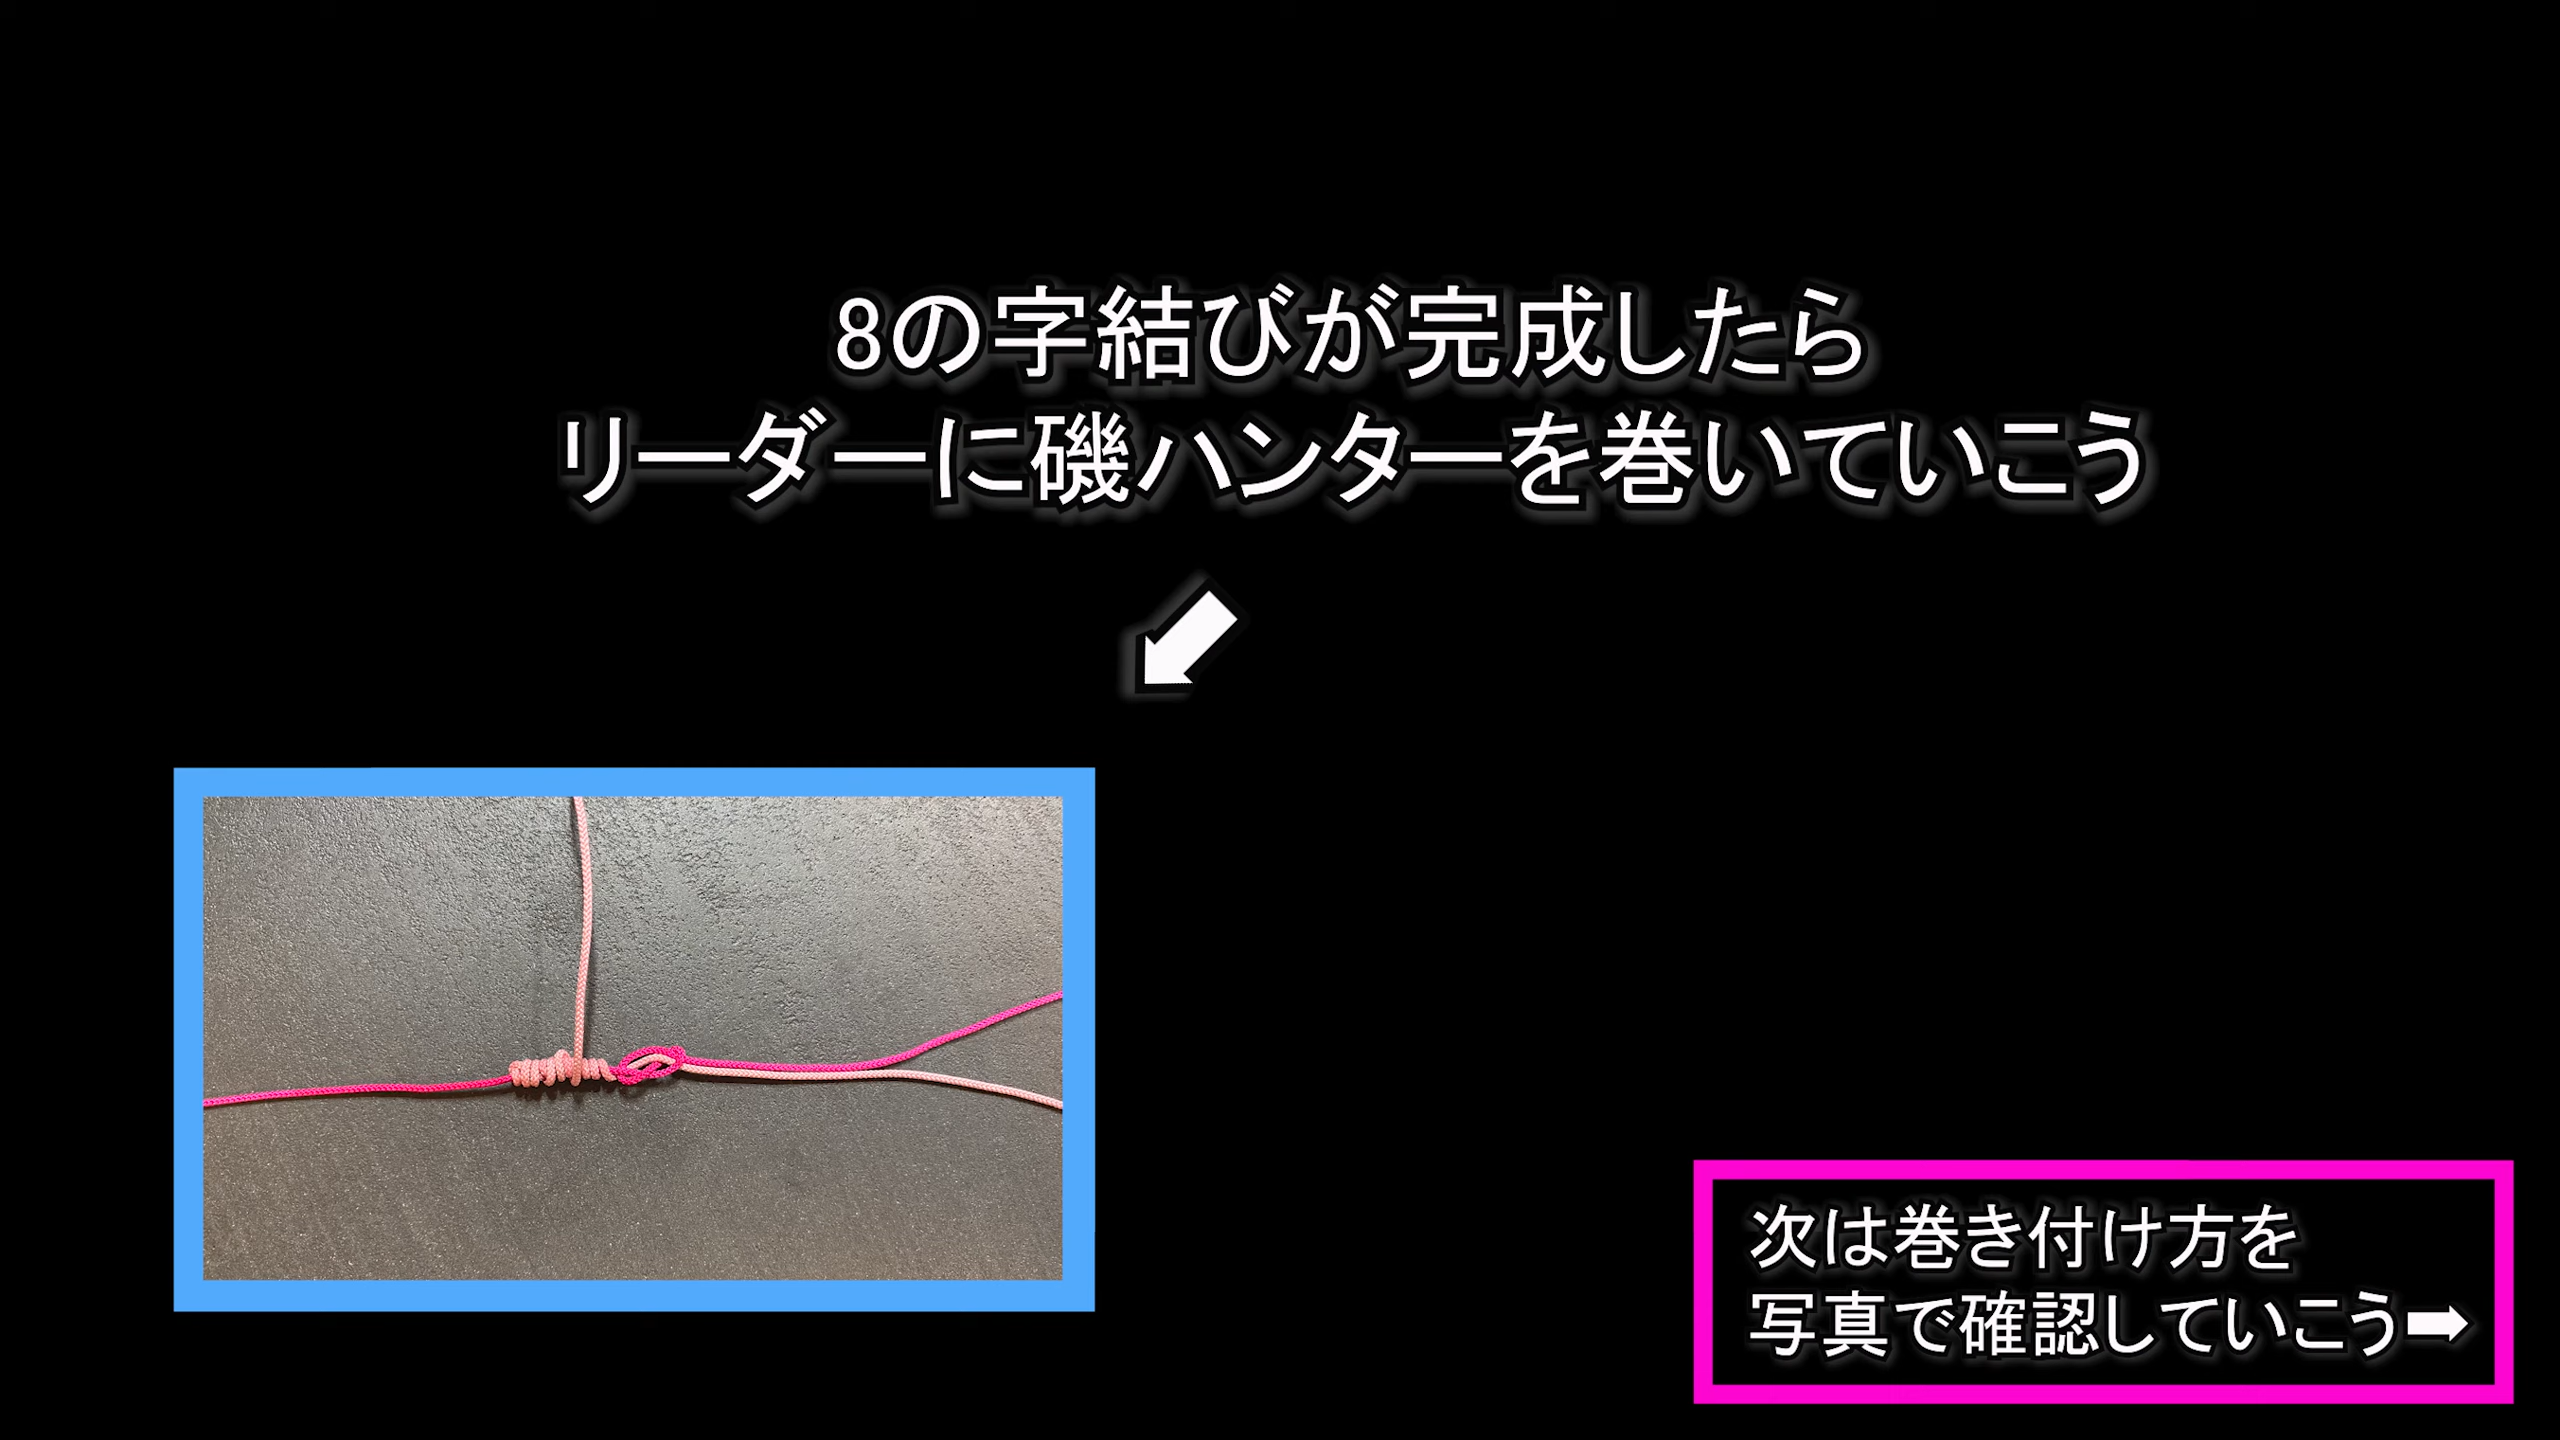 8の字結びが完成したら
リーダーに磯ハンターを巻いていこう
次は巻き付け方を
写真で確認していこう➡